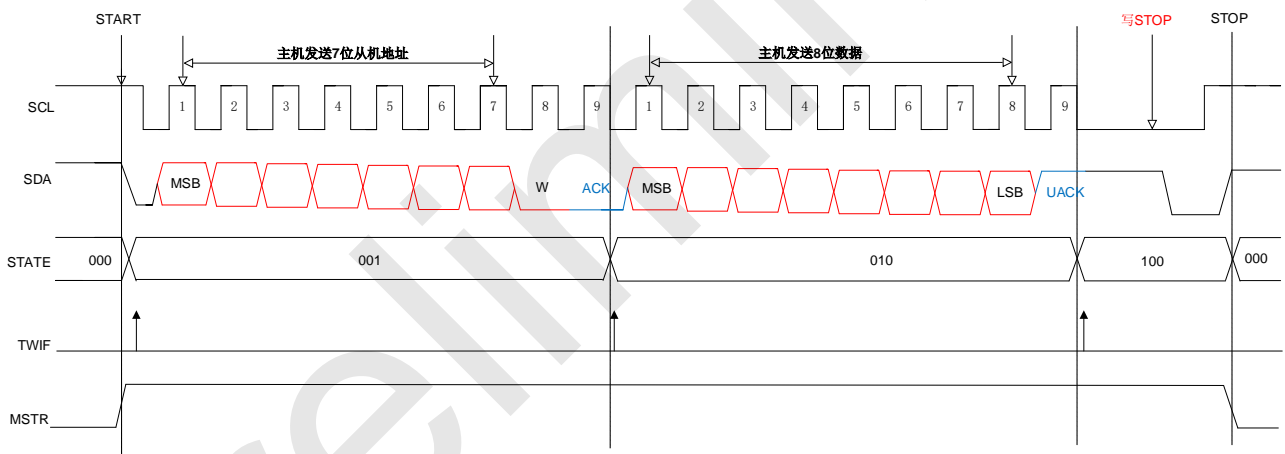 START 写STOP STOP
主机发送7位从机地址 主机发送8位数据
SCL 1 2 3 4 5 6 7 8 9 1 2 3 4 5 6 7 8 9
SDA MSB W ACK MSB LSB UACK
STATE 000 001 010 100 000
TWIF
MSTR